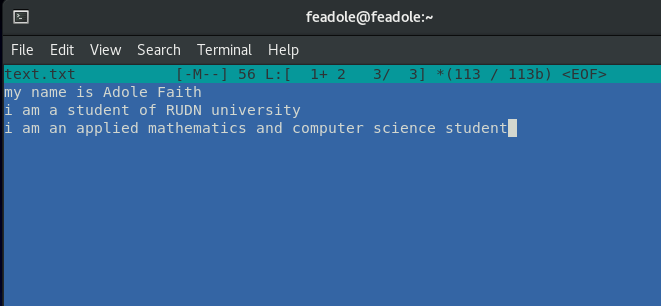 feadole@feadole:~
File Edit View Search Terminal Help
text.txt [-M--] 56 L:[ 1+ 2 3/ 3] *(113 / 113b) <EOF>
my name is Adole Faith
i am a student of RUDN university
i am an applied mathematics and computer science student